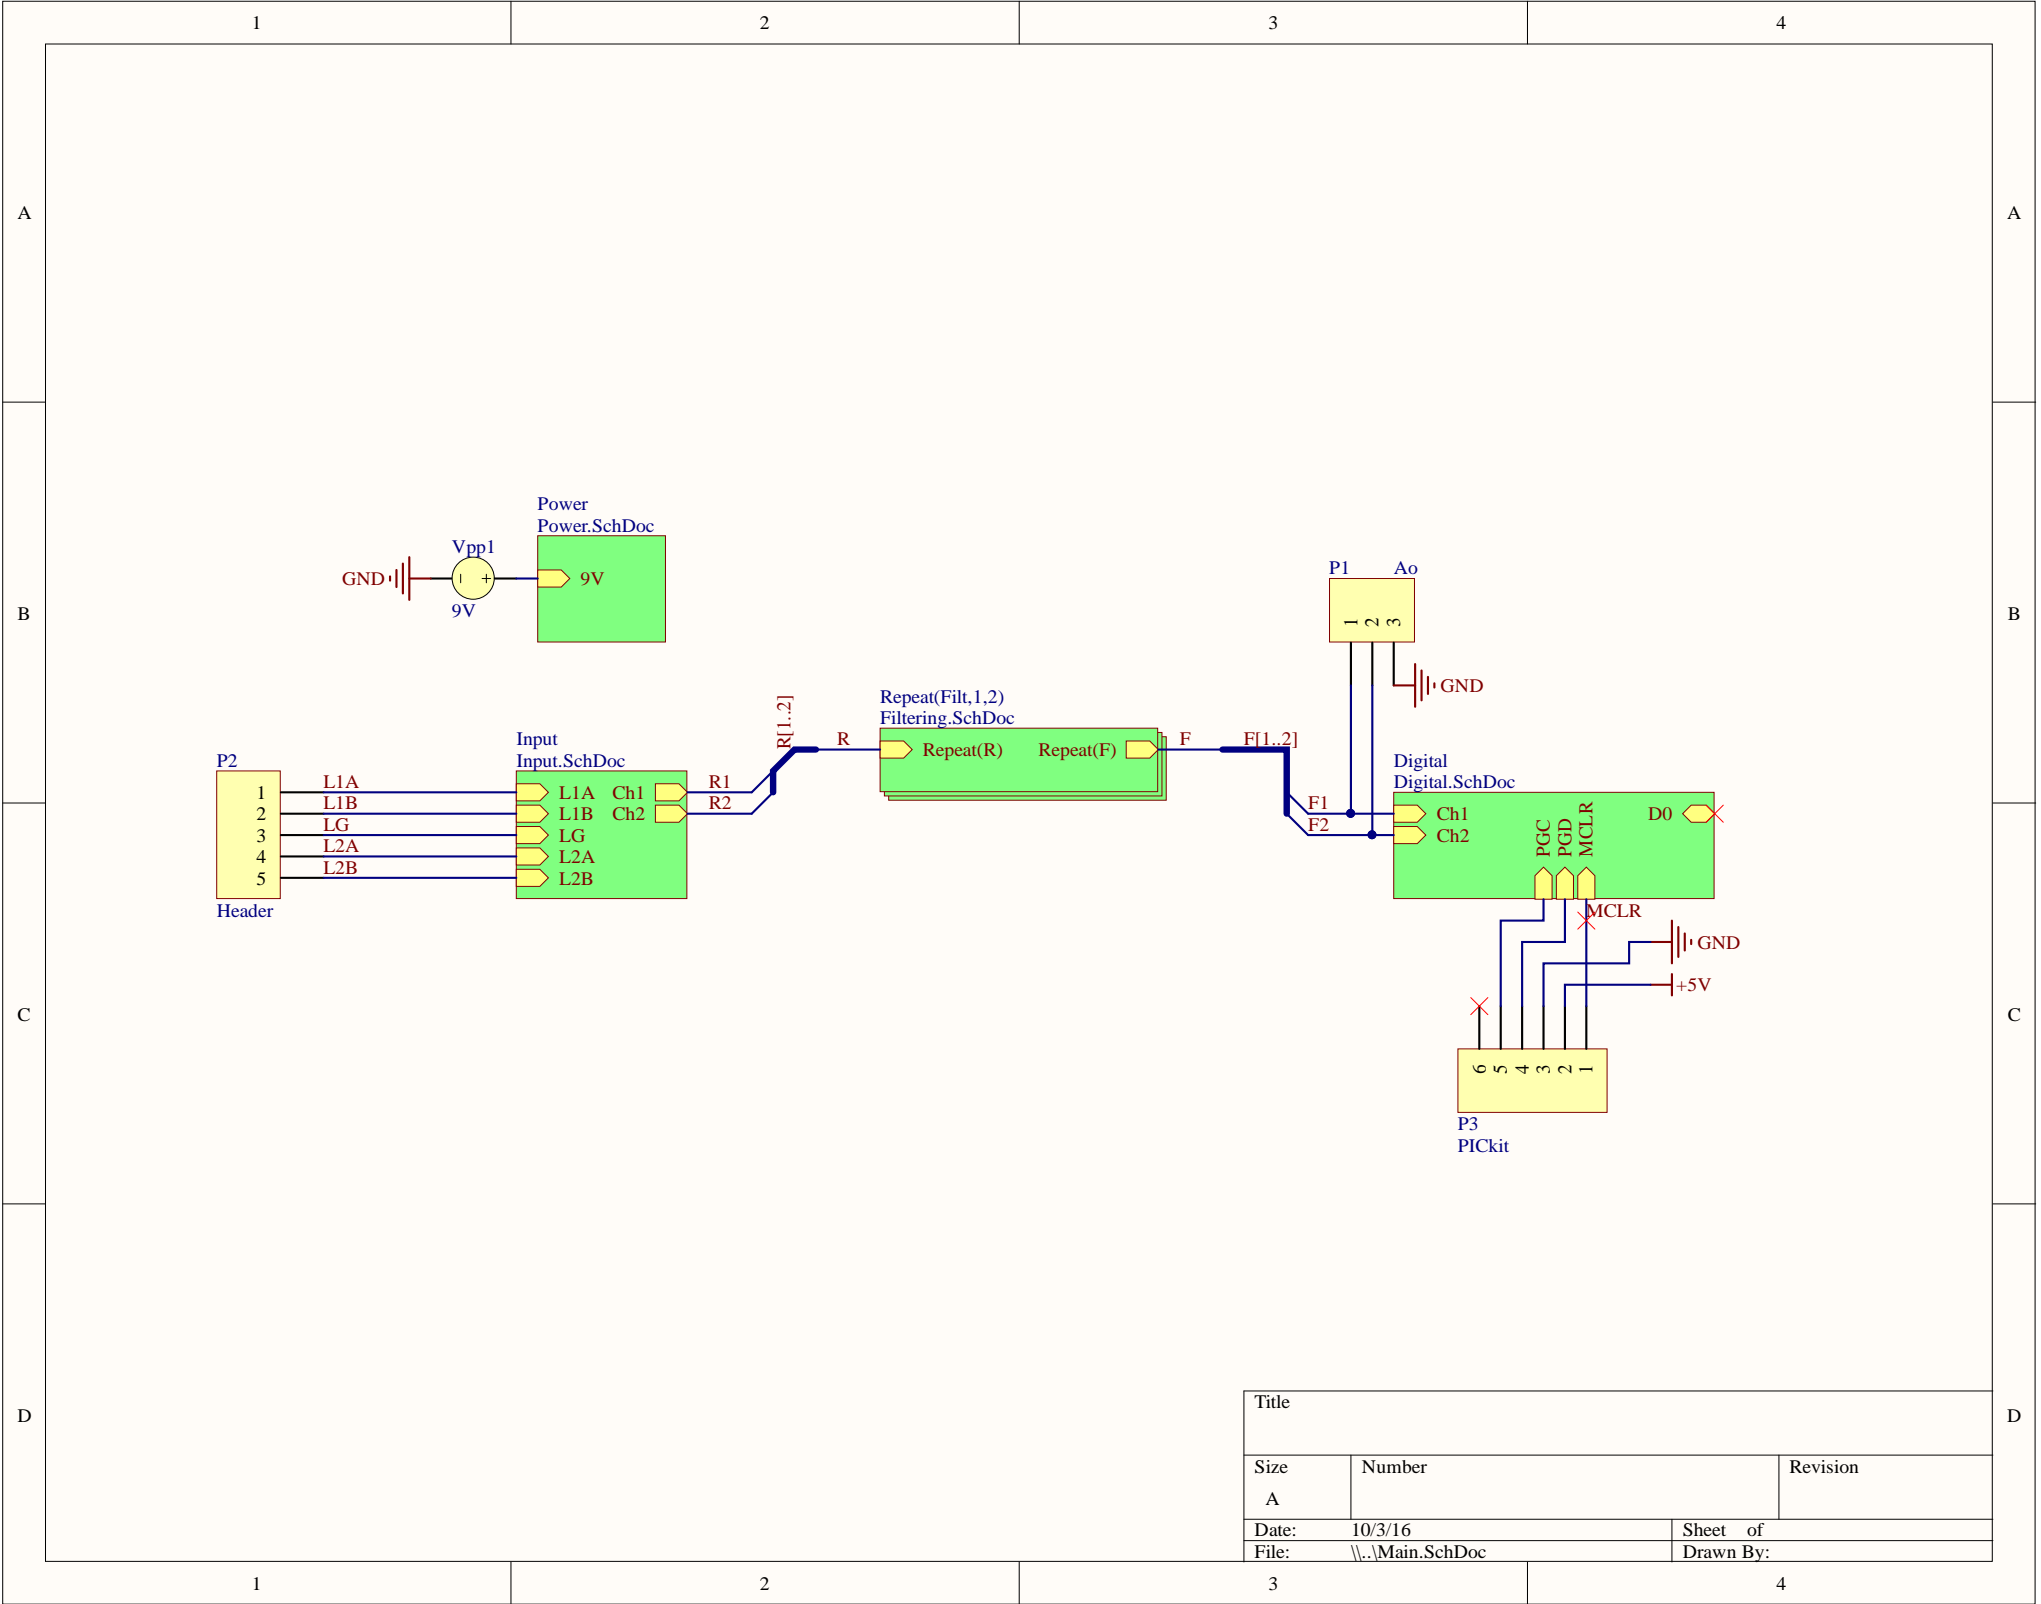 1 2 3 4
A A
Power
Power.SchDoc
Vpp1
GND - + 9V
9V
P1 Ao
B B
1 2 3
GND
R[1..2]
Repeat(Filt,1,2)
Filtering.SchDoc
R Repeat(R) Repeat(F) F F[1..2]
Input
Input.SchDoc
P2
Digital
Digital.SchDoc
1 L1A L1A Ch1 R1
2 L1B L1B Ch2 R2
3 LG LG
4 L2A L2A
5 L2B L2B
Header
F1 Ch1 D0
F2 Ch2
PGC
PGD
MCLR
MCLR
GND
+5V
C C
6 5 4 3 2 1
P3
PICkit
D D
Title
Size Number Revision
A
Date: 10/3/16 Sheet of
File: \\..\Main.SchDoc Drawn By:
1 2 3 4